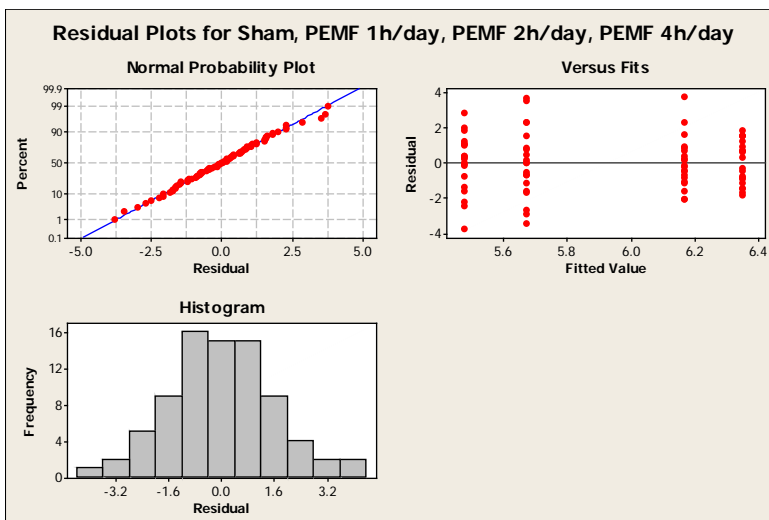 Residual Plots for Sham, PEMF 1h/day, PEMF 2h/day, PEMF 4h/day
Normal Probability Plot
99.9
99
90
50
10
1
0.1
Percent
-5.0 -2.5 0.0 2.5 5.0
Residual
Versus Fits
4
2
0
-2
-4
Residual
5.6 5.8 6.0 6.2 6.4
Fitted Value
Histogram
16
12
8
4
0
Frequency
-3.2 -1.6 0.0 1.6 3.2
Residual